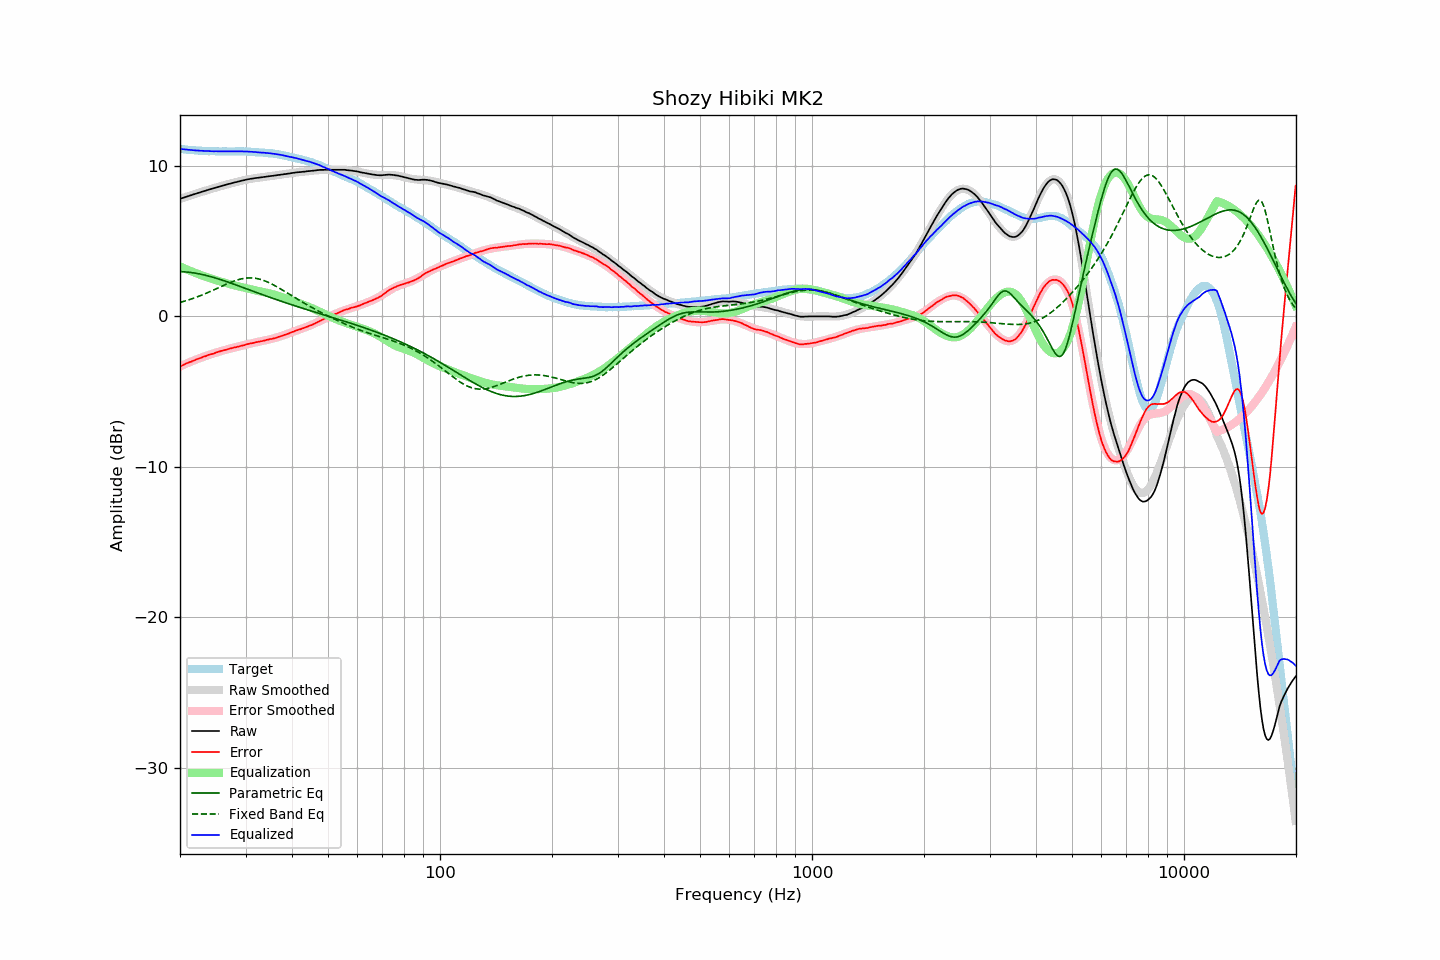 Shozy Hibiki MK2
Amplitude (dBr)
10
0
−10
−20
−30
Target
Raw Smoothed
Error Smoothed
Raw
Error
Equalization
Parametric Eq
Fixed Band Eq
Equalized
100
1000
10000
Frequency (Hz)